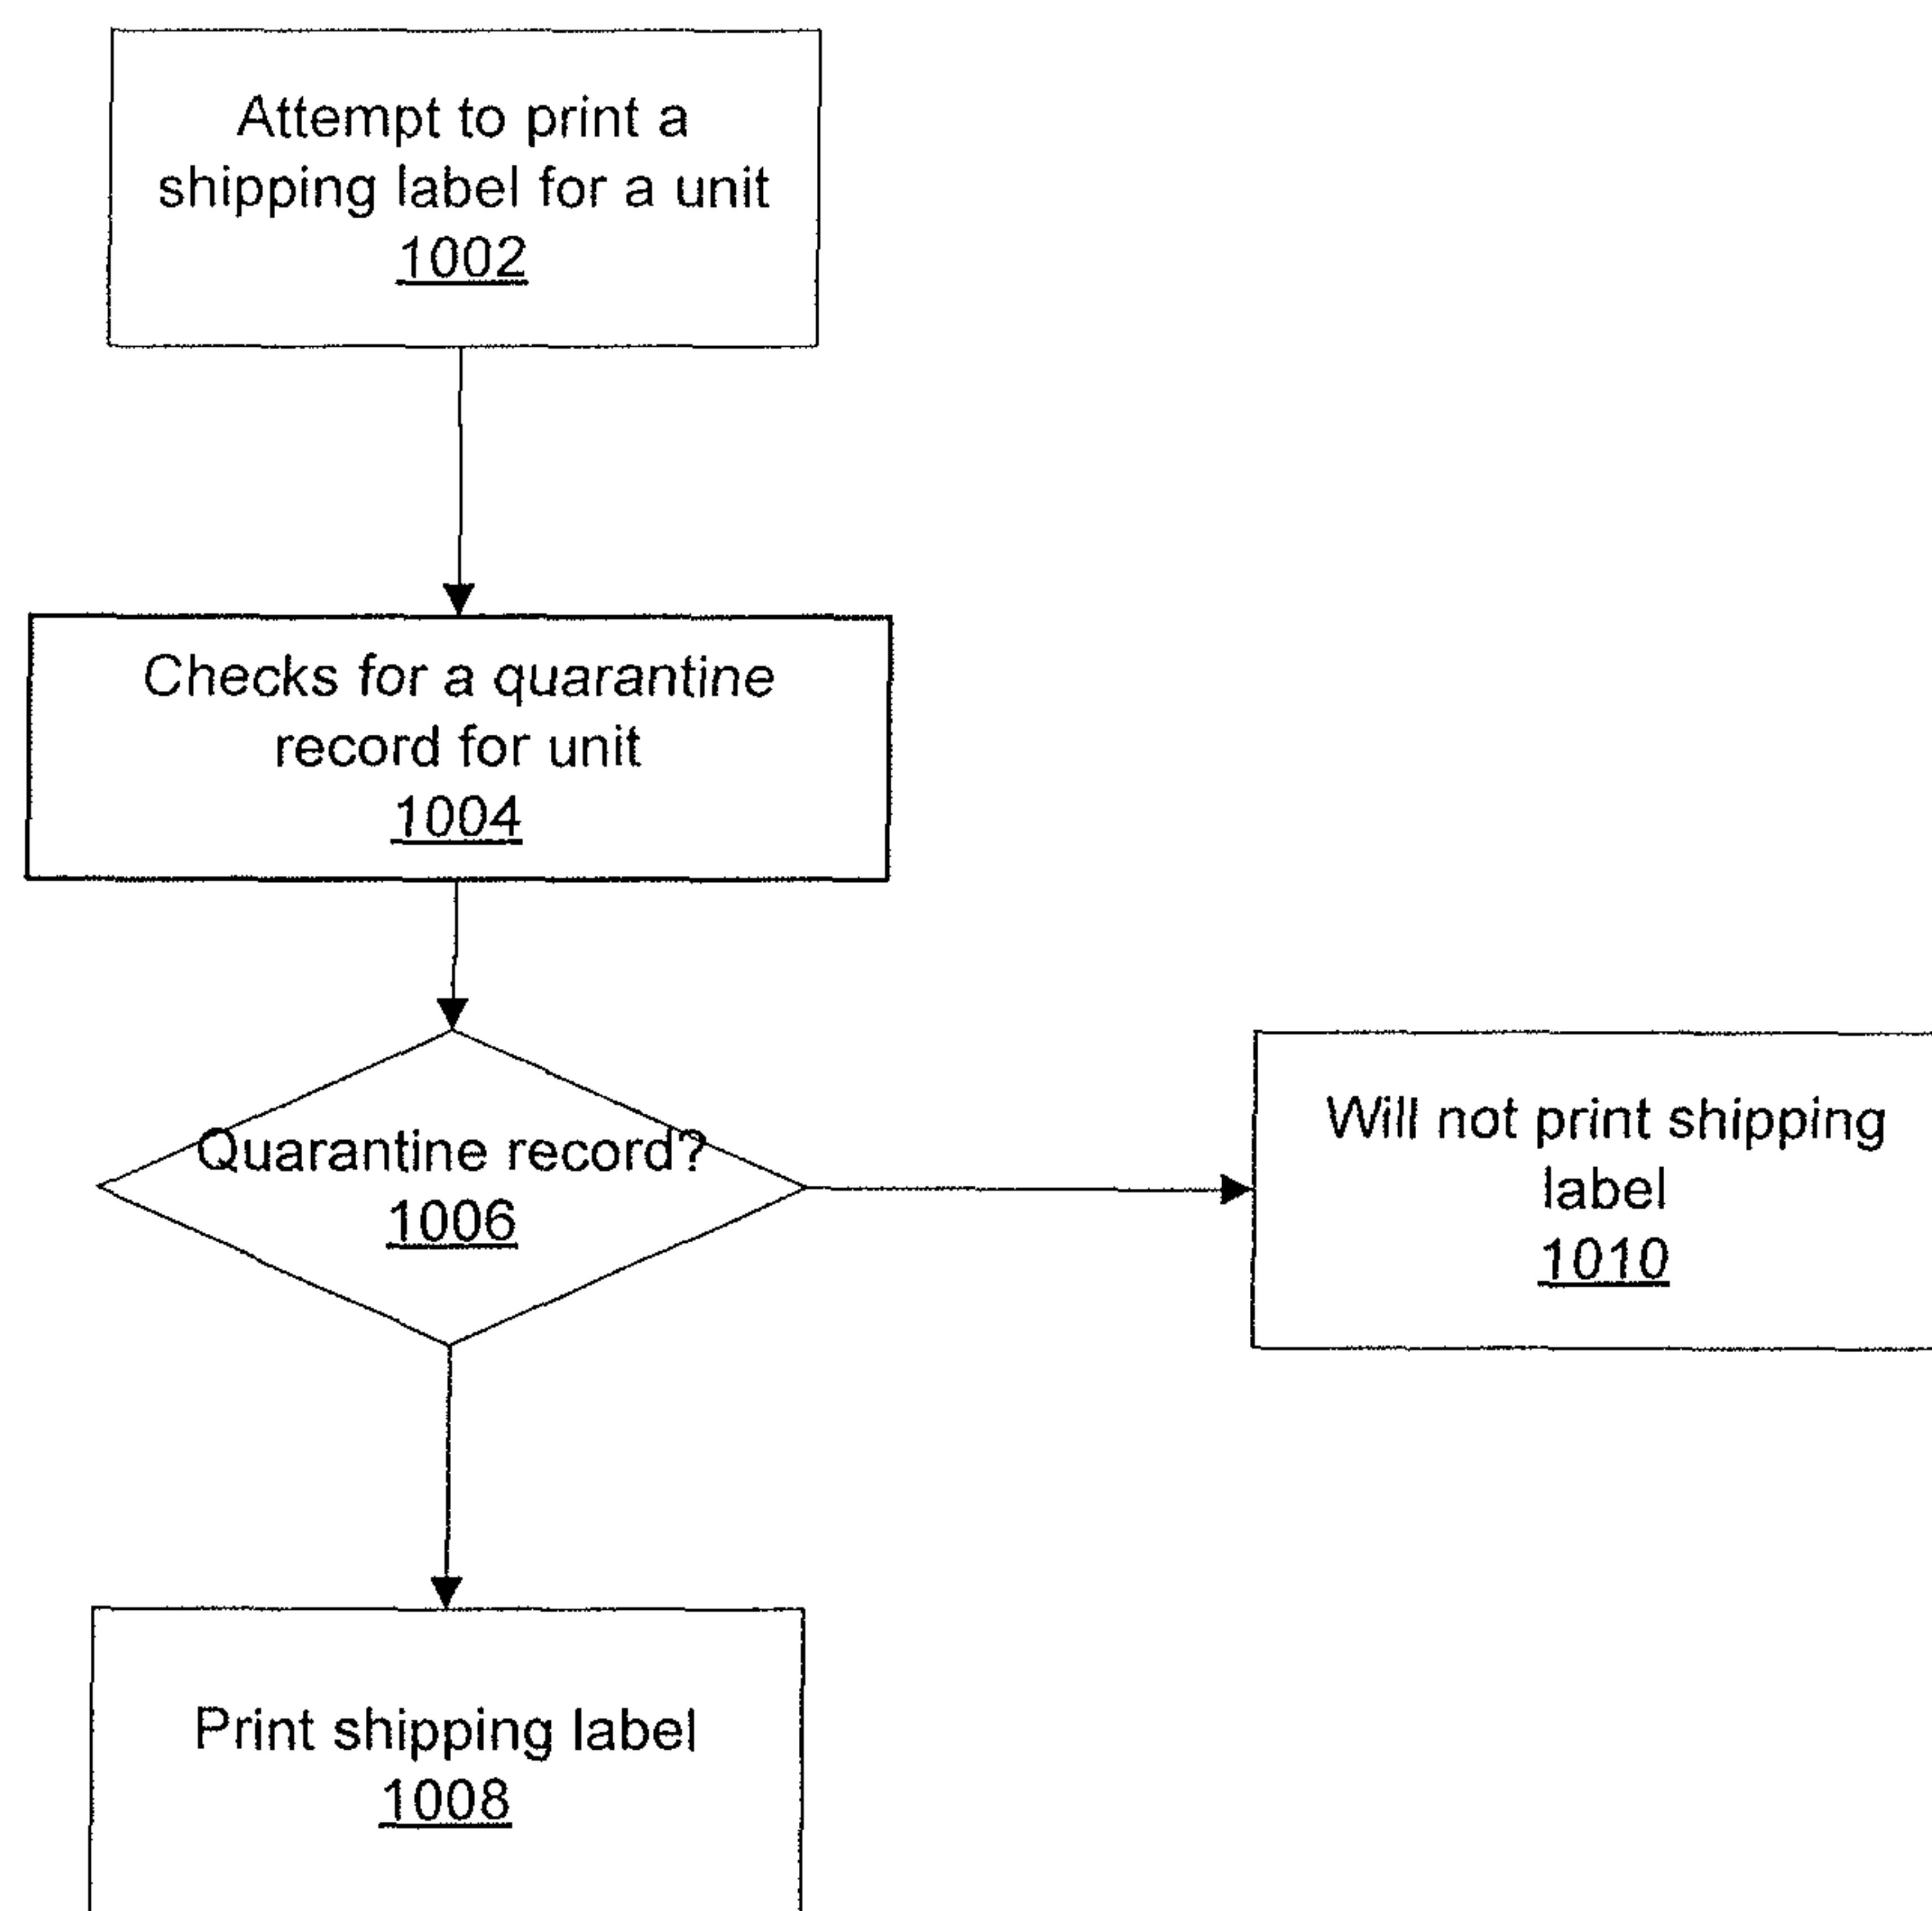 Attempt to print a
shipping label for a unit
1002
Checks for a quarantine
record for unit
1004
Quarantine record?
1006
Will not print shipping
label
1010
Print shipping label
1008